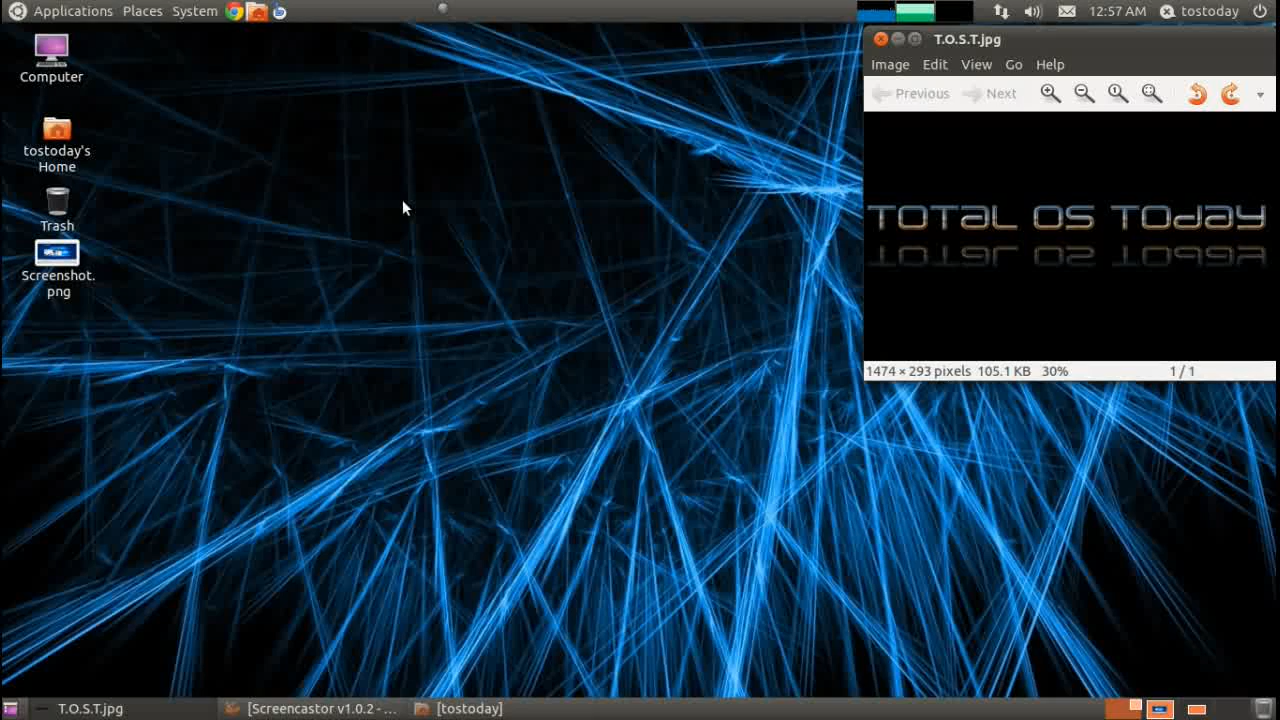 Applications Places System
12:57 AM tostoday
Computer
tostoday's
Home
Trash
Screenshot.
png
T.O.S.T.jpg
Image Edit View Go Help
Previous Next
TOTAL OS TODAY
1474 × 293 pixels 105.1 KB 30% 1 / 1
T.O.S.T.jpg [Screencastor v1.0.2 - ... [tostoday]